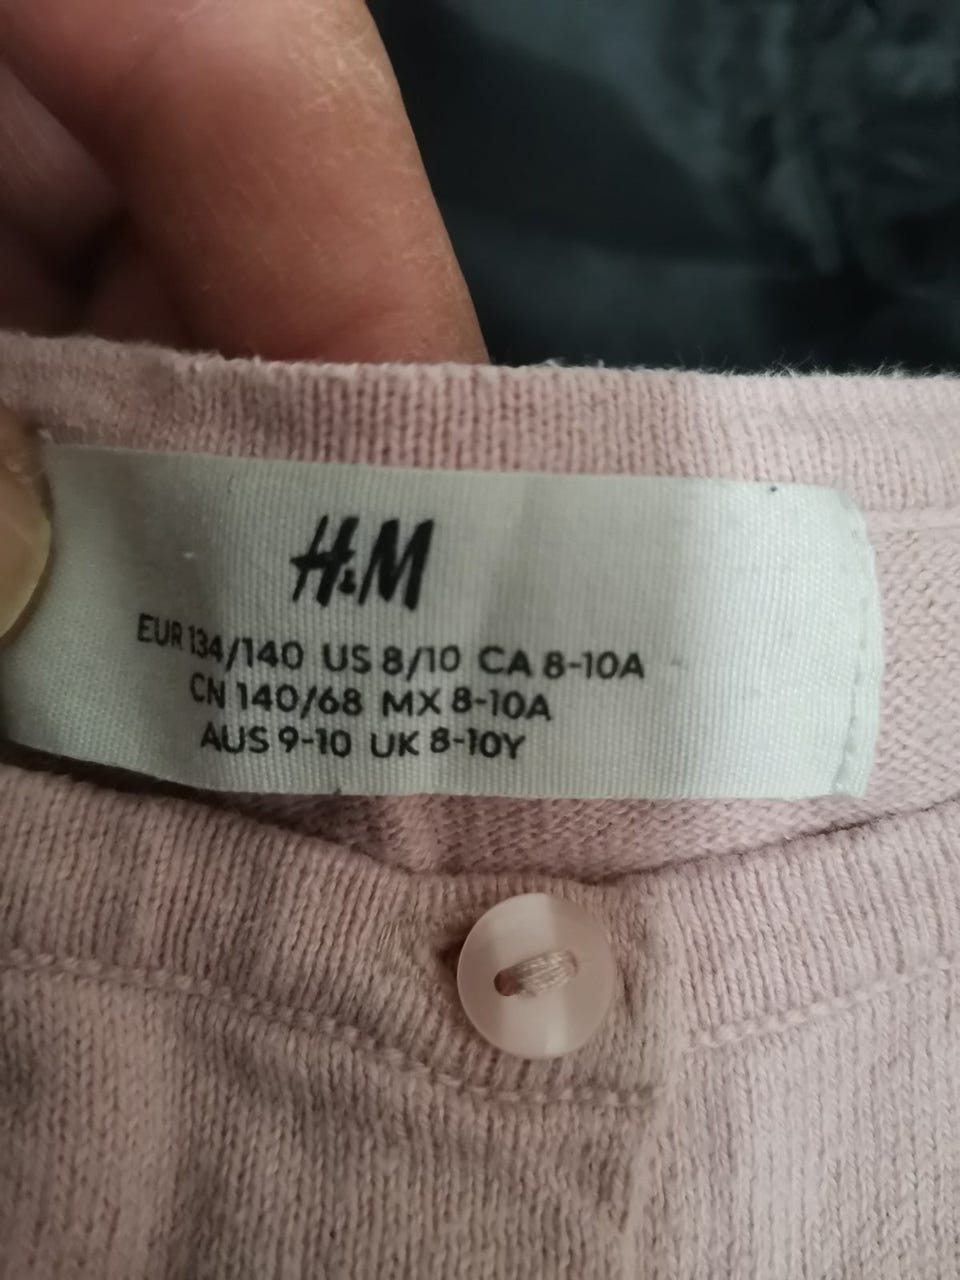 H&M
EUR 134/140 US 8/10 CA 8-10A
CN 140/68 MX 8-10A
AUS 9-10 UK 8-10Y